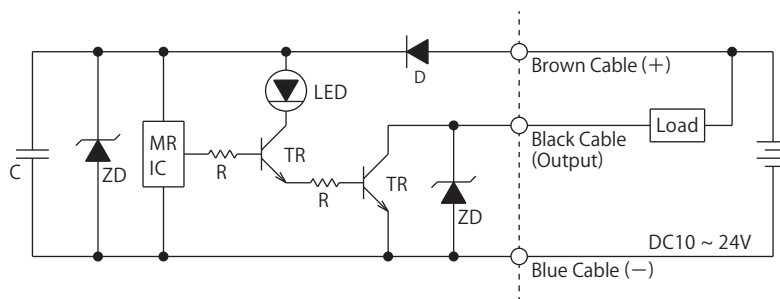 D
Brown Cable (+)
LED
C
ZD
MR
IC
R
TR
R
TR
ZD
Black Cable
(Output)
Load
DC10 ~ 24V
Blue Cable (−)